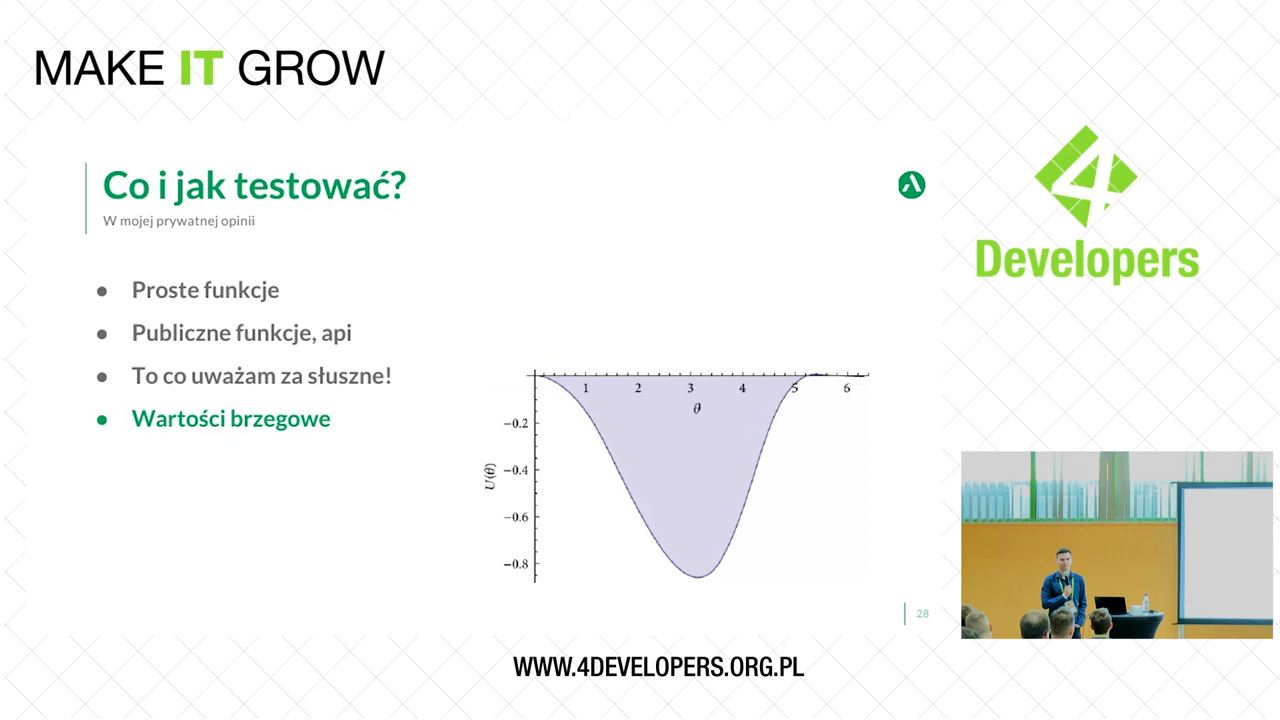 MAKE IT GROW
Co i jak testować?
W mojej prywatnej opinii
● Proste funkcje
● Publiczne funkcje, api
● To co uważam za słuszne!
● Wartości brzegowe
1 2 3 4 5 6
θ
−0.2
−0.4
−0.6
−0.8
U(θ)
28
4
Developers
WWW.4DEVELOPERS.ORG.PL